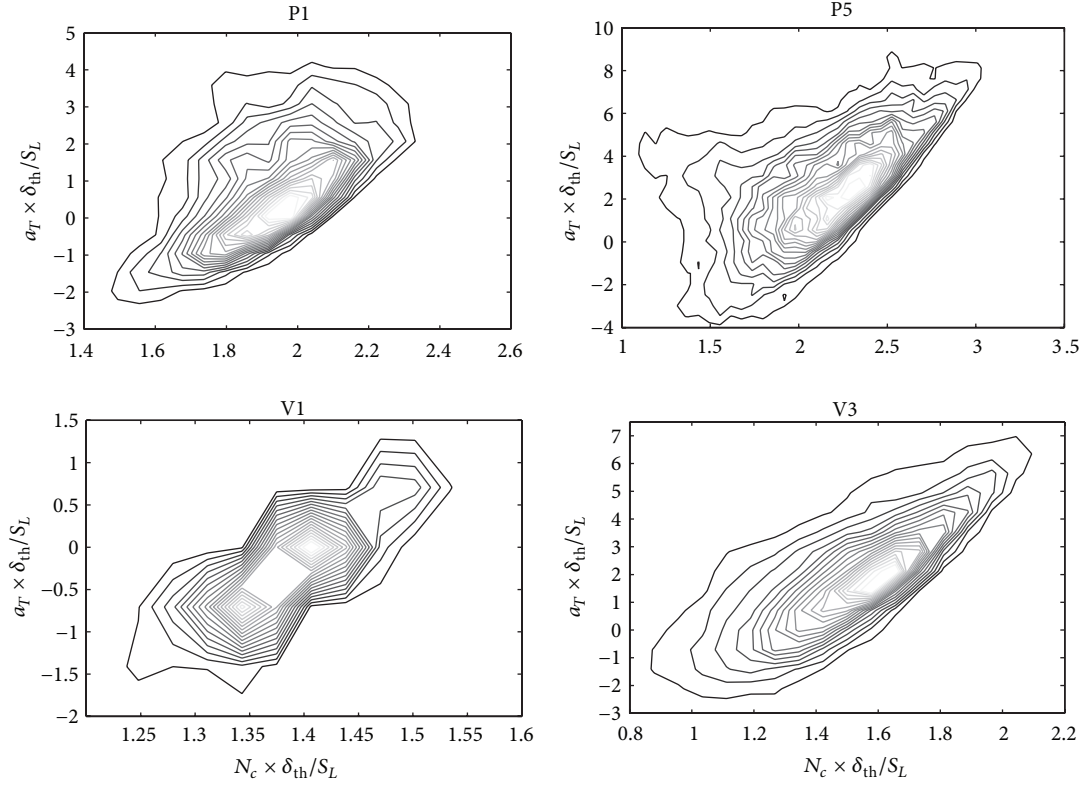 P1
5
4
3
2
1
0
−1
−2
−3
1.4 1.6 1.8 2 2.2 2.4 2.6
a_T × δ_th/S_L
P5
10
8
6
4
2
0
−2
−4
1 1.5 2 2.5 3 3.5
a_T × δ_th/S_L
V1
1.5
1
0.5
0
−0.5
−1
−1.5
−2
1.25 1.3 1.35 1.4 1.45 1.5 1.55 1.6
a_T × δ_th/S_L
N_c × δ_th/S_L
V3
7
6
5
4
3
2
1
0
−1
−2
−3
0.8 1 1.2 1.4 1.6 1.8 2 2.2
a_T × δ_th/S_L
N_c × δ_th/S_L